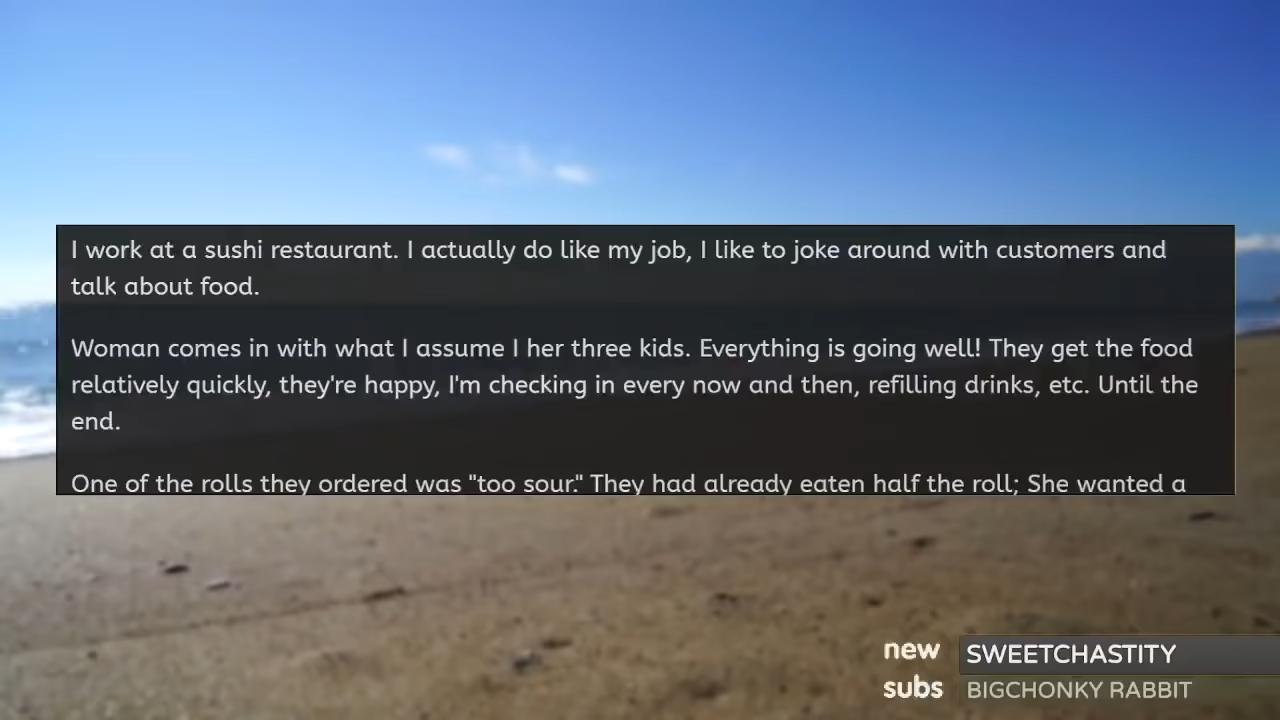 I work at a sushi restaurant. I actually do like my job, I like to joke around with customers and
talk about food.
Woman comes in with what I assume I her three kids. Everything is going well! They get the food
relatively quickly, they're happy, I'm checking in every now and then, refilling drinks, etc. Until the
end.
One of the rolls they ordered was "too sour." They had already eaten half the roll; She wanted a
new SWEETCHASTITY
subs BIGCHONKY RABBIT